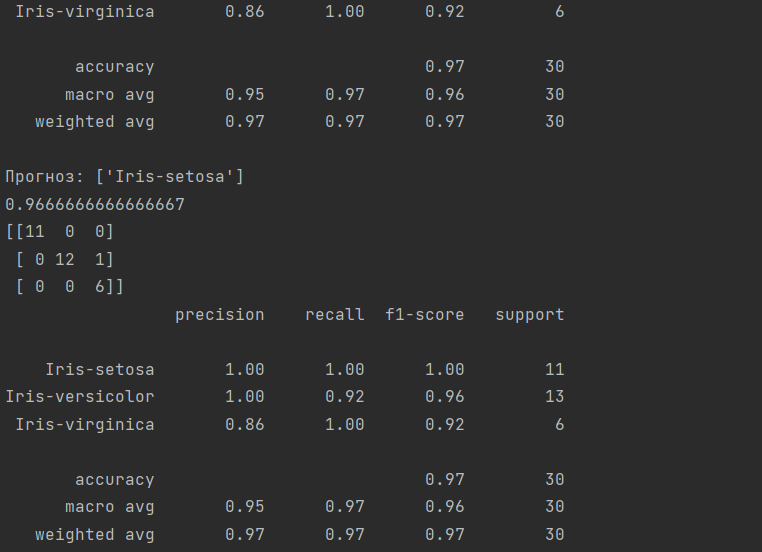 Iris-virginica 0.86 1.00 0.92 6
accuracy 0.97 30
macro avg 0.95 0.97 0.96 30
weighted avg 0.97 0.97 0.97 30
Прогноз: ['Iris-setosa']
0.9666666666666667
[[11 0 0]
[ 0 12 1]
[ 0 0 6]]
precision recall f1-score support
Iris-setosa 1.00 1.00 1.00 11
Iris-versicolor 1.00 0.92 0.96 13
Iris-virginica 0.86 1.00 0.92 6
accuracy 0.97 30
macro avg 0.95 0.97 0.96 30
weighted avg 0.97 0.97 0.97 30